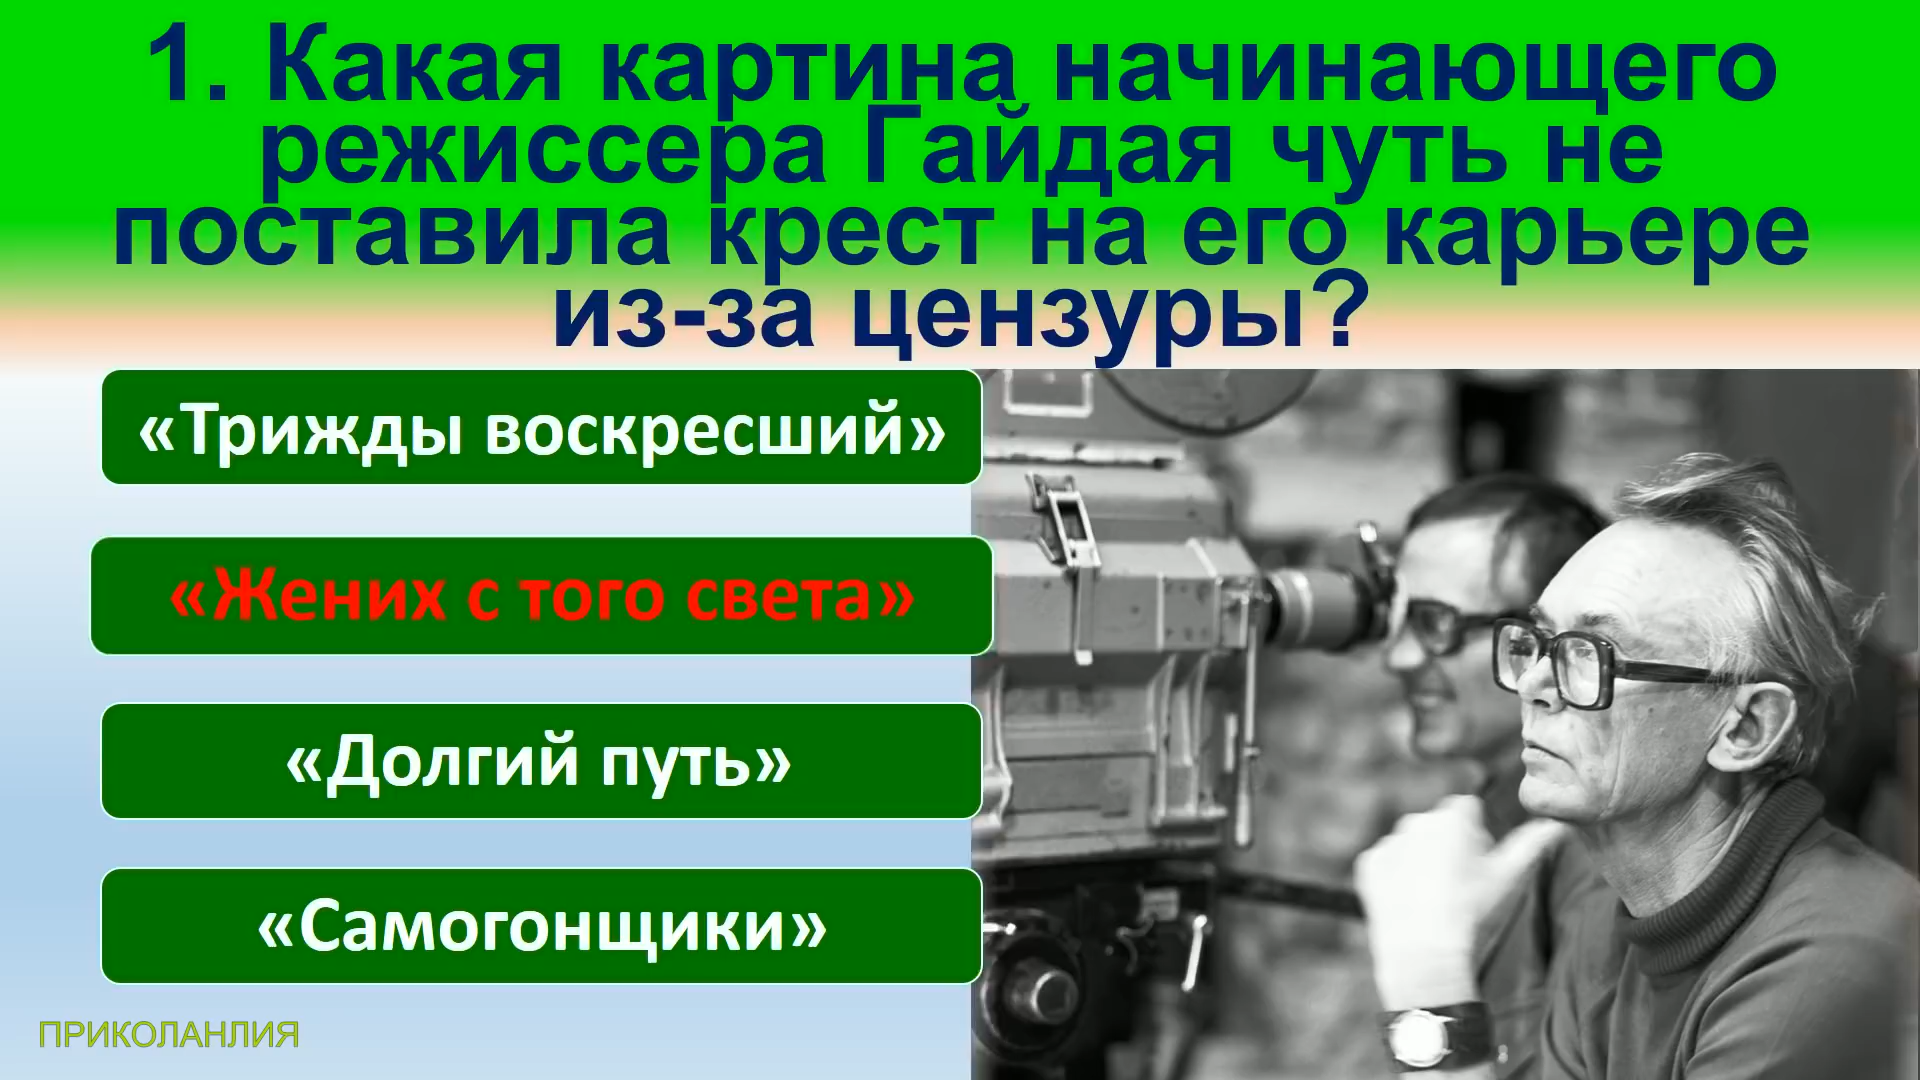 1. Какая картина начинающего
режиссера Гайдая чуть не
поставила крест на его карьере
из-за цензуры?
«Трижды воскресший»
«Жених с того света»
«Долгий путь»
«Самогонщики»
ПРИКОЛАНЛИЯ